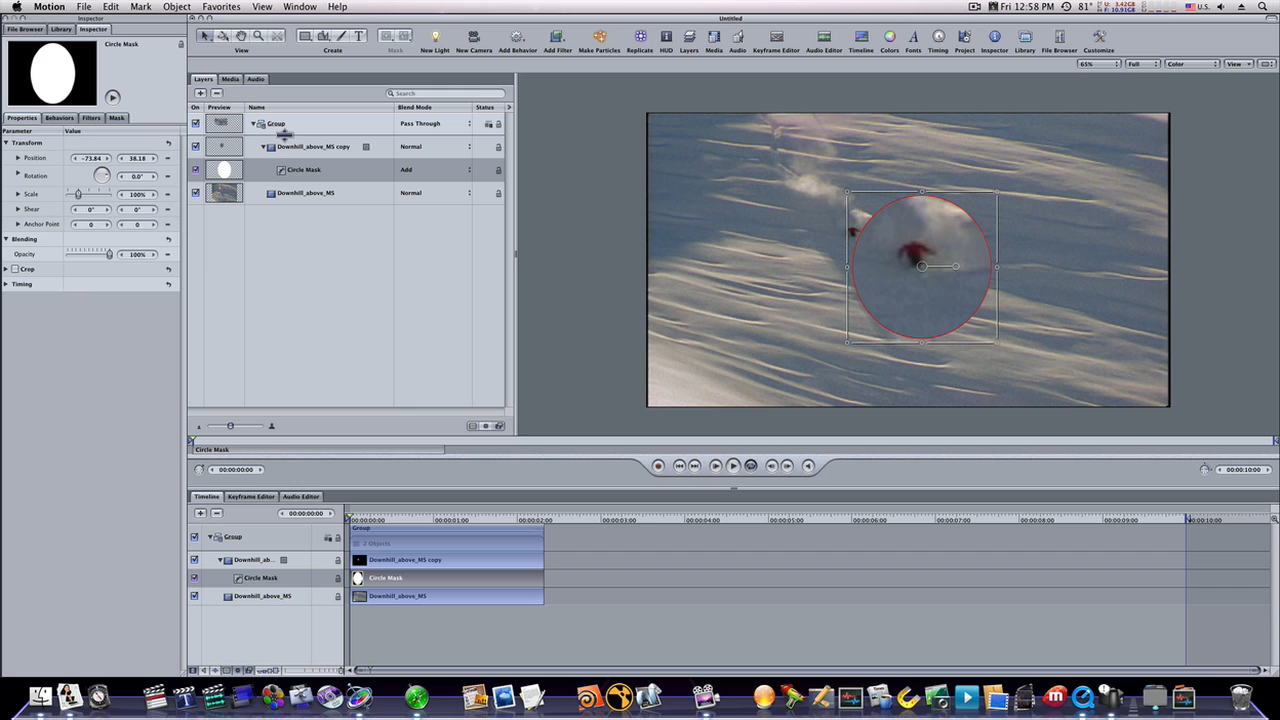 Motion File Edit Mark Object Favorites View Window Help
Fri 12:58 PM 81° U: 3.42GB F: 10.91GB U.S.
Inspector
Untitled
File Browser Library Inspector
Circle Mask
View Create Mask New Light New Camera Add Behavior Add Filter Make Particles Replicate HUD Layers Media Audio Keyframe Editor Audio Editor Timeline Colors Fonts Timing Project Inspector Library File Browser Customize
65% Full Color View
Layers Media Audio
Search
On Preview Name Blend Mode Status
Group Pass Through
Downhill_above_MS copy Normal
Circle Mask Add
Downhill_above_MS Normal
Properties Behaviors Filters Mask
Parameter Value
Transform
Position -73.84 38.18
Rotation 0.0°
Scale 100%
Shear 0° 0°
Anchor Point 0 0
Blending
Opacity 100%
Crop
Timing
Circle Mask
00:00:00:00 00:00:10:00
Timeline Keyframe Editor Audio Editor
00:00:00:00
00:00:00:00 00:00:01:00 00:00:02:00 00:00:03:00 00:00:04:00 00:00:05:00 00:00:06:00 00:00:07:00 00:00:08:00 00:00:09:00 00:00:10:00
Group
Group
2 Objects
Downhill_ab... Downhill_above_MS copy
Circle Mask Circle Mask
Downhill_above_MS Downhill_above_MS